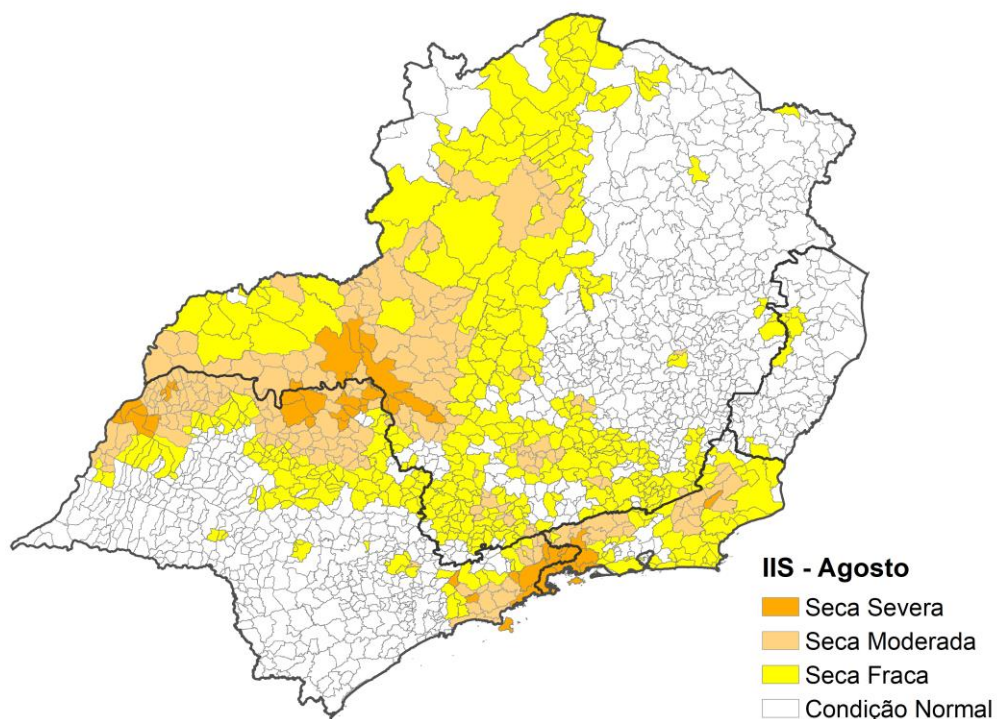 IIS - Agosto
Seca Severa
Seca Moderada
Seca Fraca
Condição Normal